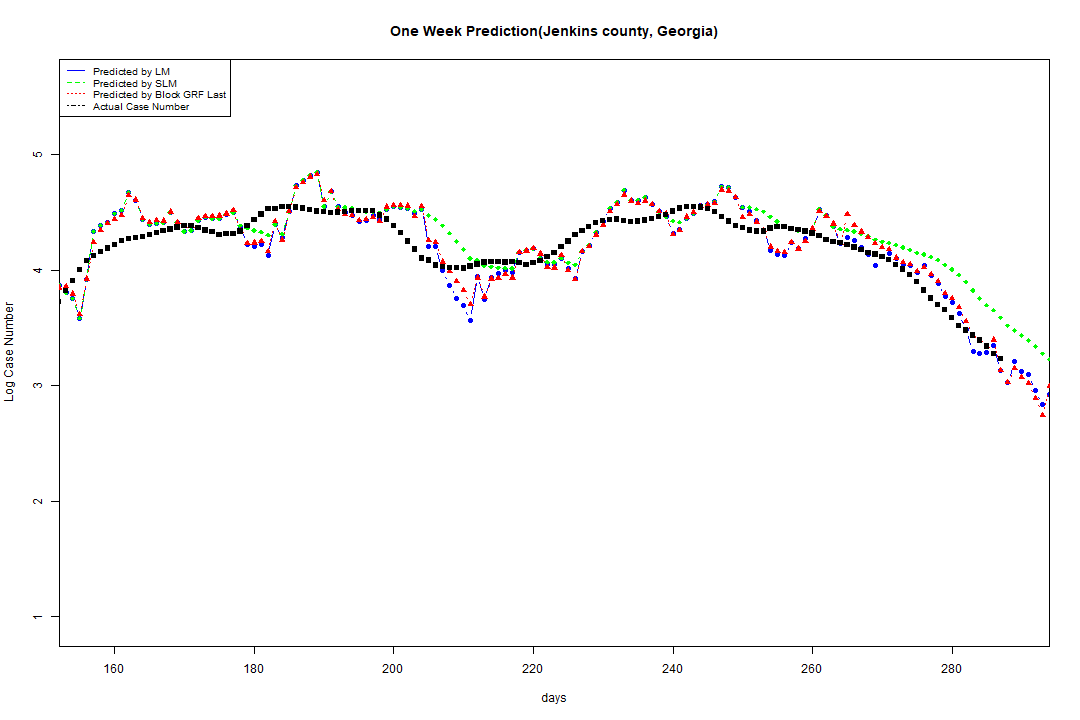 One Week Prediction(Jenkins county, Georgia)
Predicted by LM
Predicted by SLM
Predicted by Block GRF Last
Actual Case Number
5
4
3
2
1
Log Case Number
160 180 200 220 240 260 280
days